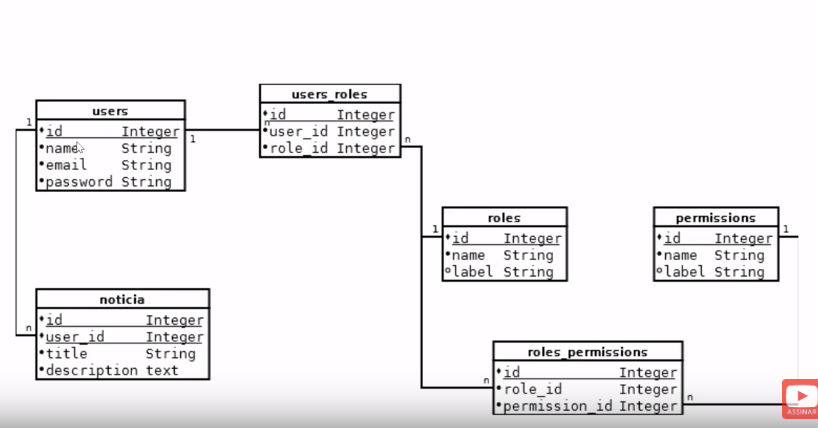 users
id Integer
name String
email String
password String
users_roles
id Integer
user_id Integer
role_id Integer
1
1
n
n
roles
id Integer
name String
label String
1
permissions
id Integer
name String
label String
1
noticia
id Integer
user_id Integer
title String
description text
n
roles_permissions
id Integer
role_id Integer
permission_id Integer
n
n
ASSINAR